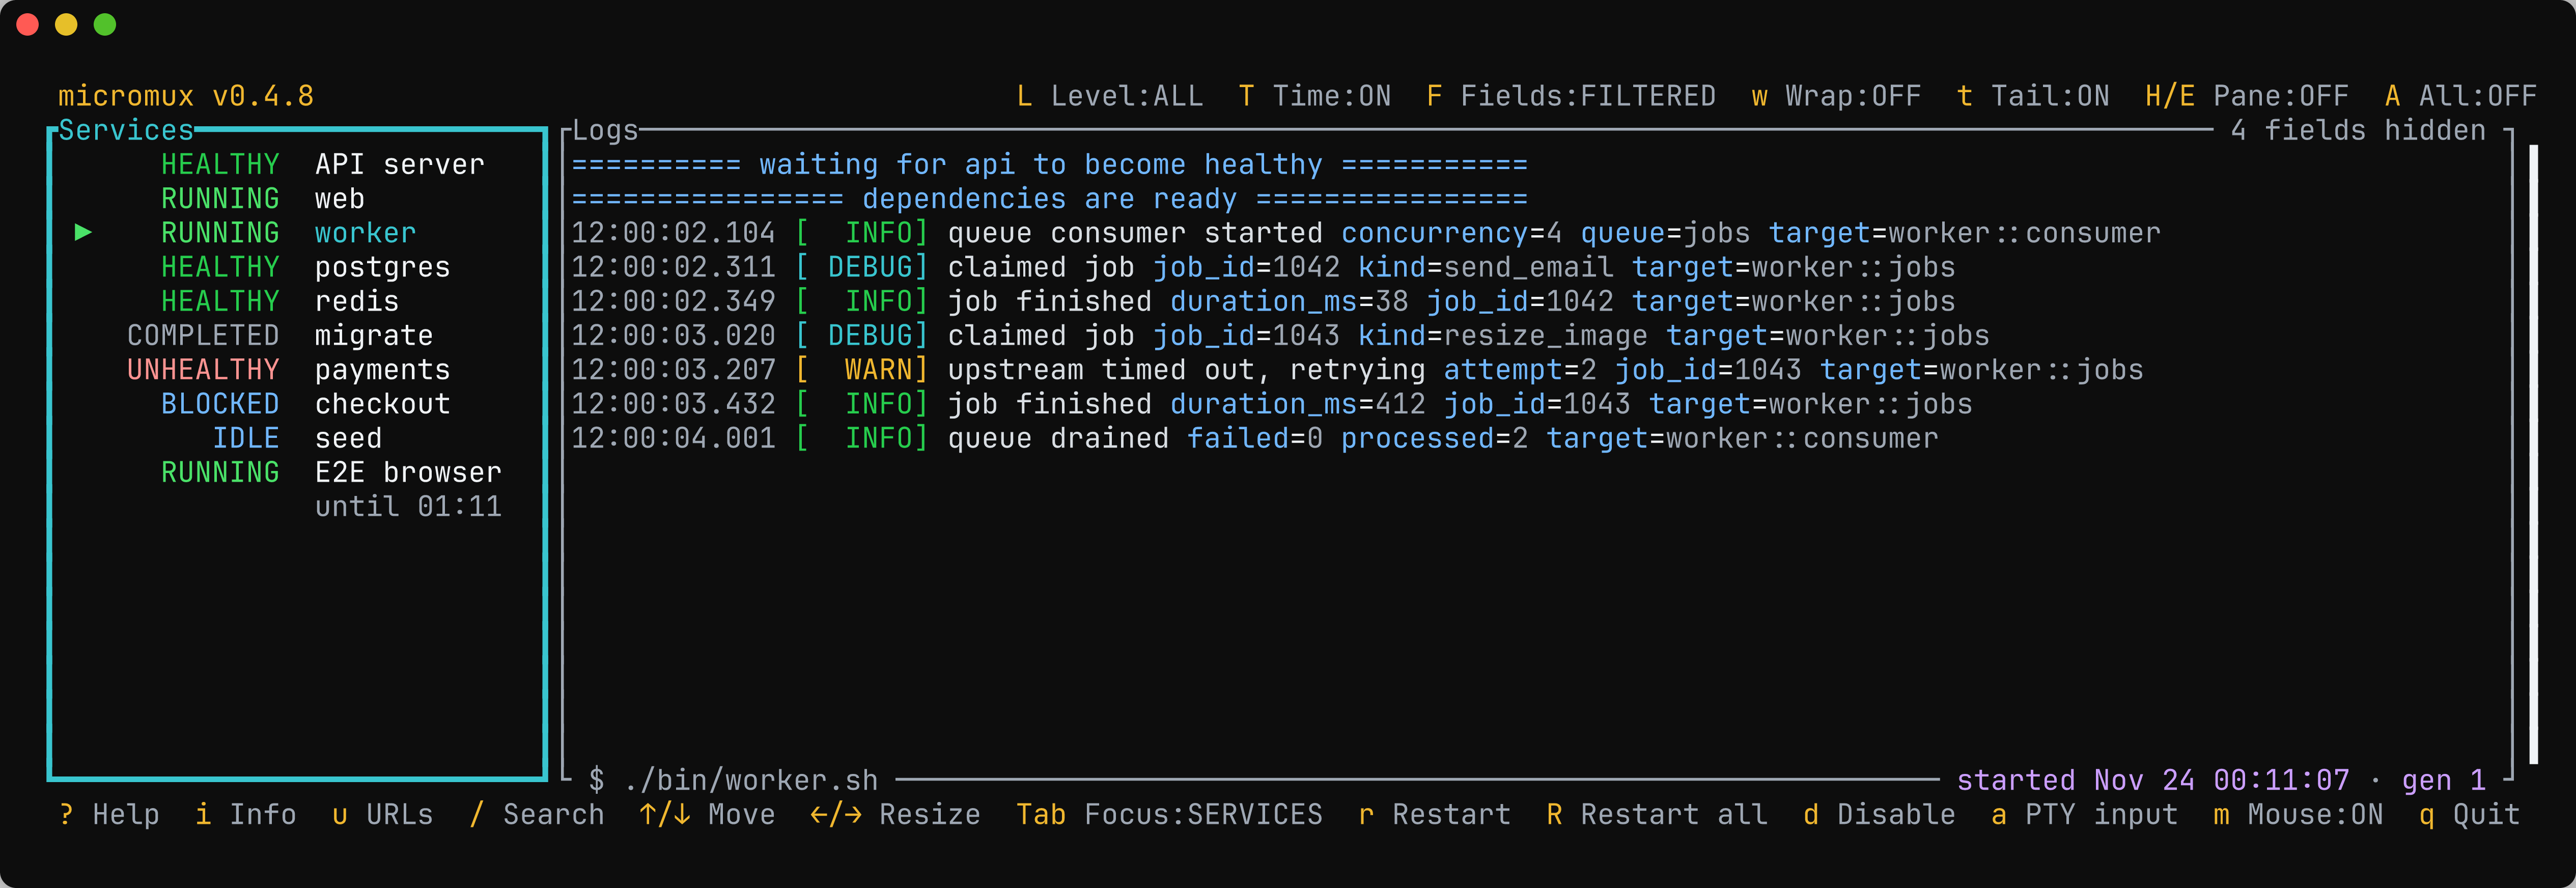 micromux v0.4.8 L Level:ALL T Time:ON F Fields:FILTERED w Wrap:OFF t Tail:ON H/E Pane:OFF A All:OFF
Services
HEALTHY API server
RUNNING web
▶ RUNNING worker
HEALTHY postgres
HEALTHY redis
COMPLETED migrate
UNHEALTHY payments
BLOCKED checkout
IDLE seed
RUNNING E2E browser
until 01:11
Logs 4 fields hidden
========== waiting for api to become healthy ===========
================ dependencies are ready ================
12:00:02.104 [  INFO] queue consumer started concurrency=4 queue=jobs target=worker::consumer
12:00:02.311 [ DEBUG] claimed job job_id=1042 kind=send_email target=worker::jobs
12:00:02.349 [  INFO] job finished duration_ms=38 job_id=1042 target=worker::jobs
12:00:03.020 [ DEBUG] claimed job job_id=1043 kind=resize_image target=worker::jobs
12:00:03.207 [  WARN] upstream timed out, retrying attempt=2 job_id=1043 target=worker::jobs
12:00:03.432 [  INFO] job finished duration_ms=412 job_id=1043 target=worker::jobs
12:00:04.001 [  INFO] queue drained failed=0 processed=2 target=worker::consumer
$ ./bin/worker.sh started Nov 24 00:11:07 · gen 1
? Help i Info u URLs / Search ↑/↓ Move ←/→ Resize Tab Focus:SERVICES r Restart R Restart all d Disable a PTY input m Mouse:ON q Quit